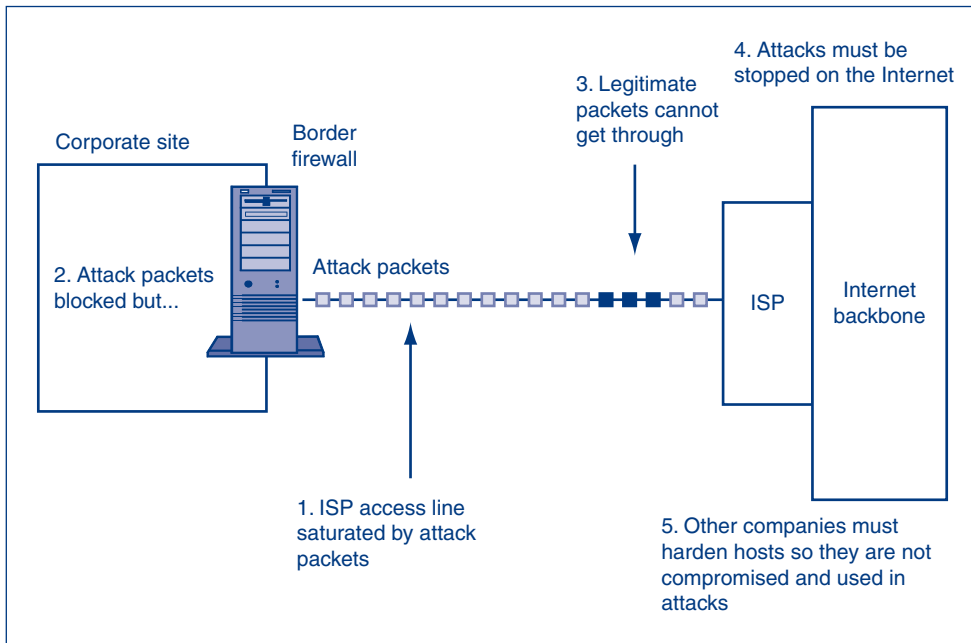 4. Attacks must be
stopped on the Internet
3. Legitimate
packets cannot
get through
Border
firewall
Corporate site
2. Attack packets
blocked but...
Attack packets
ISP
Internet
backbone
1. ISP access line
saturated by attack
packets
5. Other companies must
harden hosts so they are not
compromised and used in
attacks